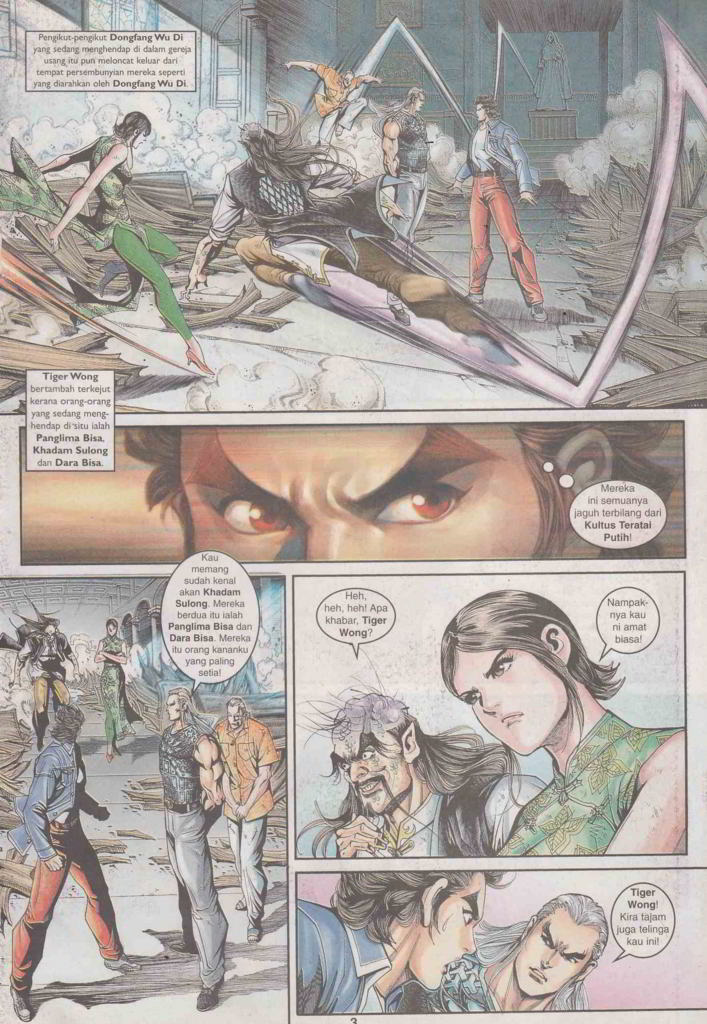 Pengikut-pengikut Dongfang Wu Di
yang sedang menghendap di dalam gereja
usang itu pun meloncat keluar dari
tempat persembunyian mereka seperti
yang diarahkan oleh Dongfang Wu Di.
Tiger Wong
bertambah terkejut
kerana orang-orang
yang sedang meng-
hendap di situ ialah
Panglima Bisa,
Khadam Sulong
dan Dara Bisa.
Mereka
ini semuanya
jaguh terbilang dari
Kultus Teratai
Putih!
Kau
memang
sudah kenal
akan Khadam
Sulong. Mereka
berdua itu ialah
Panglima Bisa dan
Dara Bisa. Mereka
itu orang kananku
yang paling
setia!
Heh,
heh, heh! Apa
khabar, Tiger
Wong?
Nampak-
nya kau
ni amat
biasa!
Tiger
Wong!
Kira tajam
juga telinga
kau ini!
3